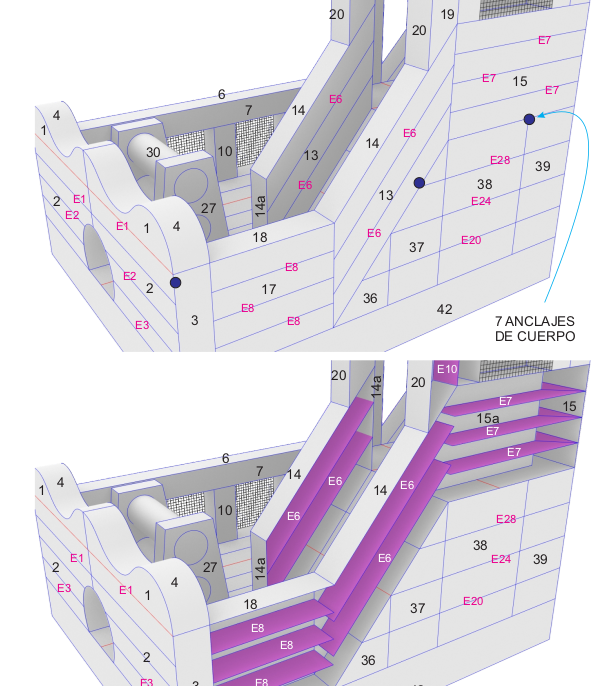 20
20
19
E7
6
4
1
7
14
E6
E7
15
E7
30
10
13
14
E6
E28
39
2
E1
E2
E1
1
4
27
14a
E6
13
38
E24
18
E6
37
E20
E2
2
E8
17
E8
E8
3
E3
36
42
7 ANCLAJES
DE CUERPO
20
14a
20
E10
E7
15
15a
E7
E7
6
4
1
7
14
E6
14
E6
10
E6
E28
2
E1
E3
E1
1
4
27
14a
E6
38
E24
39
18
E8
37
E20
E8
2
E8
36
3
E3